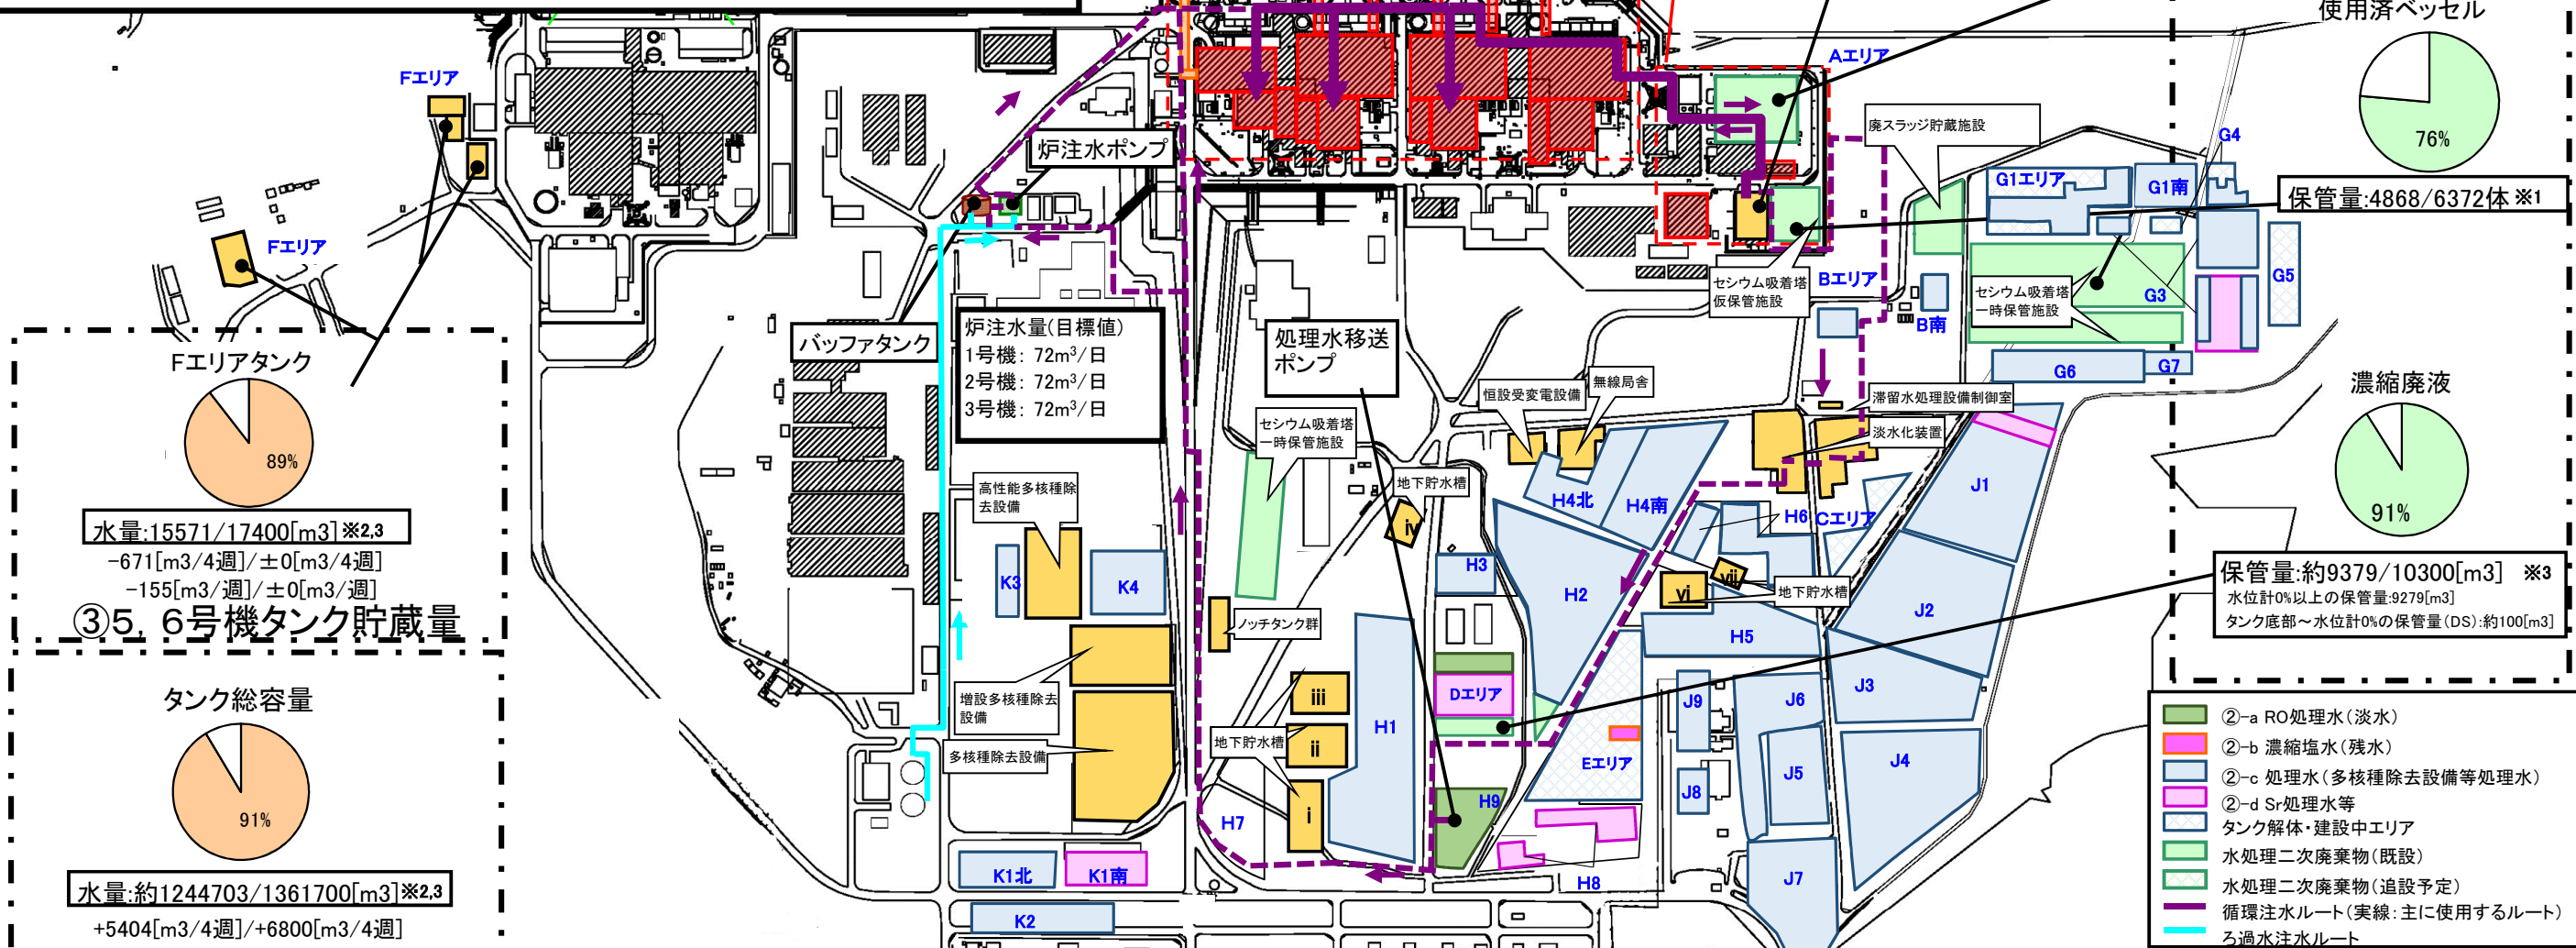 使用済ベッセル
76%
保管量:4868/6372体 ※1
濃縮廃液
91%
保管量:約9379/10300[m3] ※3
水位計0%以上の保管量:9279[m3]
タンク底部～水位計0%の保管量(DS):約100[m3]
Fエリア
Fエリア
Fエリアタンク
89%
水量:15571/17400[m3]※2,3
-671[m3/4週]/±0[m3/4週]
-155[m3/週]/±0[m3/週]
③5, 6号機タンク貯蔵量
タンク総容量
91%
水量:約1244703/1361700[m3]※2,3
+5404[m3/4週]/+6800[m3/4週]
炉注水ポンプ
バッファタンク
炉注水量(目標値)
1号機: 72m³/日
2号機: 72m³/日
3号機: 72m³/日
処理水移送
ポンプ
Aエリア
廃スラッジ貯蔵施設
セシウム吸着塔
仮保管施設
Bエリア
B南
G1エリア
G1南
G4
セシウム吸着塔
一時保管施設
G3
G5
G6
G7
恒設受変電設備
無線局舎
滞留水処理設備制御室
淡水化装置
セシウム吸着塔
一時保管施設
地下貯水槽
iv
H4北
H4南
H6
Cエリア
J1
高性能多核種除
去設備
K3
K4
H3
H2
vi
vii
地下貯水槽
H5
J2
ノッチタンク群
増設多核種除去
設備
多核種除去設備
地下貯水槽
iii
ii
i
H1
Dエリア
Eエリア
J9
J6
J3
J8
J5
J4
H7
H9
H8
J7
K1北
K1南
K2
②-a RO処理水(淡水)
②-b 濃縮塩水(残水)
②-c 処理水(多核種除去設備等処理水)
②-d Sr処理水等
タンク解体・建設中エリア
水処理二次廃棄物(既設)
水処理二次廃棄物(追設予定)
循環注水ルート(実線:主に使用するルート)
ろ過水注水ルート